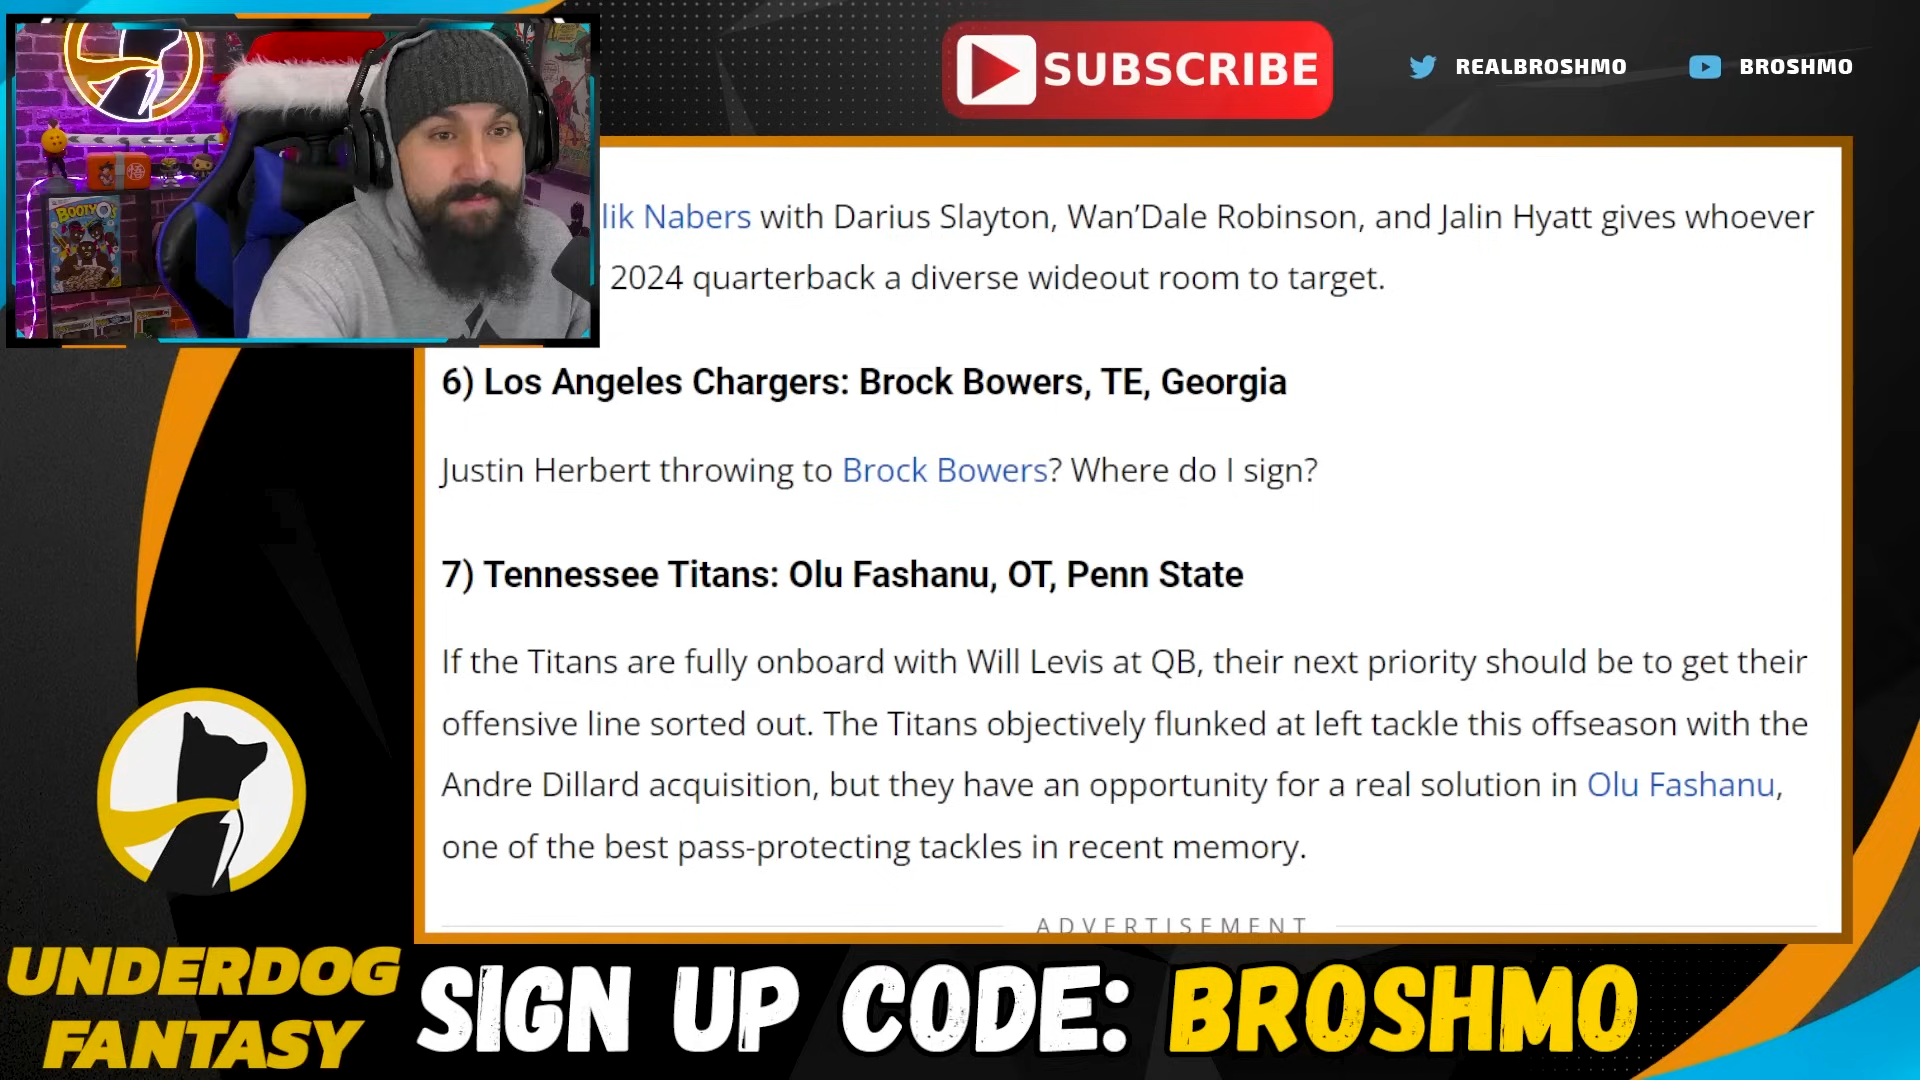 SUBSCRIBE
REALBROSHMO
BROSHMO
BOOTYO'S
lik Nabers with Darius Slayton, Wan'Dale Robinson, and Jalin Hyatt gives whoever
2024 quarterback a diverse wideout room to target.
6) Los Angeles Chargers: Brock Bowers, TE, Georgia
Justin Herbert throwing to Brock Bowers? Where do I sign?
7) Tennessee Titans: Olu Fashanu, OT, Penn State
If the Titans are fully onboard with Will Levis at QB, their next priority should be to get their
offensive line sorted out. The Titans objectively flunked at left tackle this offseason with the
Andre Dillard acquisition, but they have an opportunity for a real solution in Olu Fashanu,
one of the best pass-protecting tackles in recent memory.
ADVERTISEMENT
UNDERDOG
FANTASY
SIGN UP CODE: BROSHMO